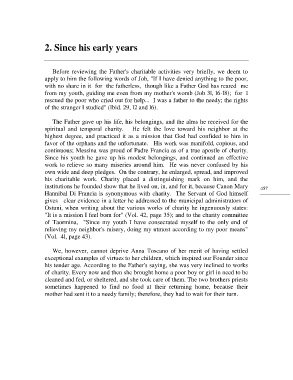 2. Since his early years
Before reviewing the Father's charitable activities very briefly, we deem to
apply to him the following words of Job, "If I have denied anything to the poor,
with no share in it for the fatherless, though like a Father God has reared me
from my youth, guiding me even from my mother's womb (Job 31, 16-18); for I
rescued the poor who cried out for help... I was a father to the needy; the rights
of the stranger I studied" (Ibid, 29, 12 and 16).
The Father gave up his life, his belongings, and the alms he received for the
spiritual and temporal charity. He felt the love toward his neighbor at the
highest degree, and practiced it as a mission that God had confided to him in
favor of the orphans and the unfortunate. His work was manifold, copious, and
continuous; Messina was proud of Padre Francia as of a true apostle of charity.
Since his youth he gave up his modest belongings, and continued an effective
work to relieve so many miseries around him. He was never confused by his
own wide and deep pledges. On the contrary, he enlarged, spread, and improved
his charitable work. Charity placed a distinguishing mark on him, and the
institutions he founded show that he lived on, in, and for it, because Canon Mary
Hannibal Di Francia is synonymous with charity. The Servant of God himself
gives clear evidence in a letter he addressed to the municipal administrators of
Ostuni, when writing about the various works of charity he ingenuously states:
"It is a mission I feel born for" (Vol. 42, page 35); and to the charity committee
of Taormina, "Since my youth I have consecrated myself to the only end of
relieving my neighbor's misery, doing my utmost according to my poor means"
(Vol. 41, page 43).
We, however, cannot deprive Anna Toscano of her merit of having settled
exceptional examples of virtues to her children, which inspired our Founder since
his tender age. According to the Father's saying, she was very inclined to works
of charity. Every now and then she brought home a poor boy or girl in need to be
cleaned and fed, or sheltered, and she took care of them. The two brothers priests
sometimes happened to find no food at their returning home, because their
mother had sent it to a needy family; therefore, they had to wait for their turn.